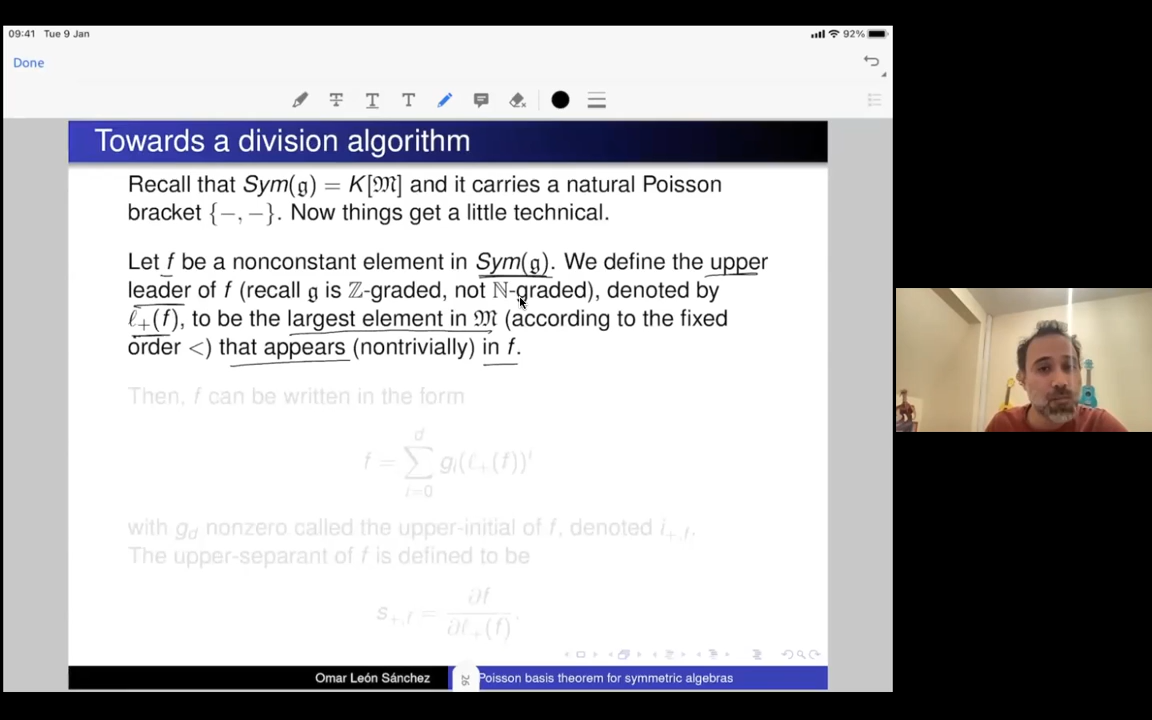 09:41 Tue 9 Jan
92%
Done
Towards a division algorithm
Recall that Sym(𝔤) = K[𝔐] and it carries a natural Poisson
bracket {−, −}. Now things get a little technical.
Let f be a nonconstant element in Sym(𝔤). We define the upper
leader of f (recall 𝔤 is ℤ-graded, not ℕ-graded), denoted by
ℓ₊(f), to be the largest element in 𝔐 (according to the fixed
order <) that appears (nontrivially) in f.
Then, f can be written in the form
f = ∑_{i=0}^{d} g_i(ℓ₊(f))^i
with g_d nonzero called the upper-initial of f, denoted i_{+,f}.
The upper-separant of f is defined to be
s_{+,f} = ∂f / ∂ℓ₊(f).
Omar León Sánchez
26
Poisson basis theorem for symmetric algebras